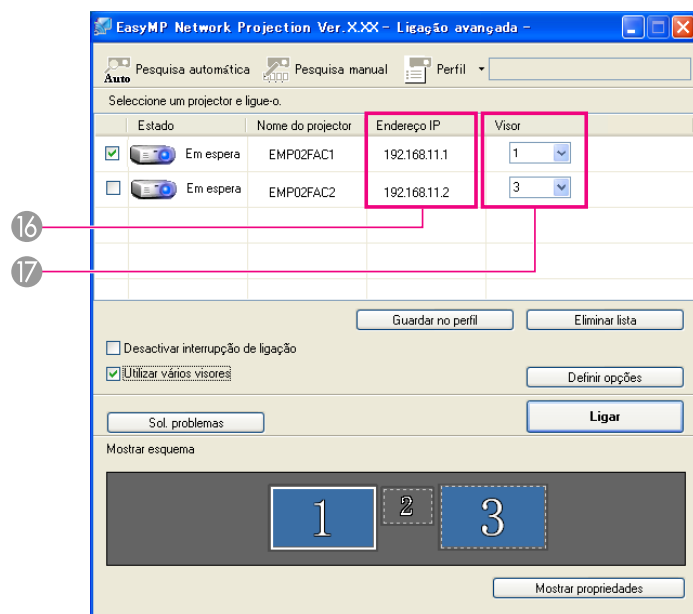 EasyMP Network Projection Ver.X.XX - Ligação avançada -
Auto Pesquisa automática Pesquisa manual Perfil
Seleccione um projector e ligue-o.
Estado Nome do projector Endereço IP Visor
Em espera EMP02FAC1 192.168.11.1 1
Em espera EMP02FAC2 192.168.11.2 3
16
17
Guardar no perfil Eliminar lista
Desactivar interrupção de ligação
Utilizar vários visores Definir opções
Sol. problemas Ligar
Mostrar esquema
1 2 3
Mostrar propriedades